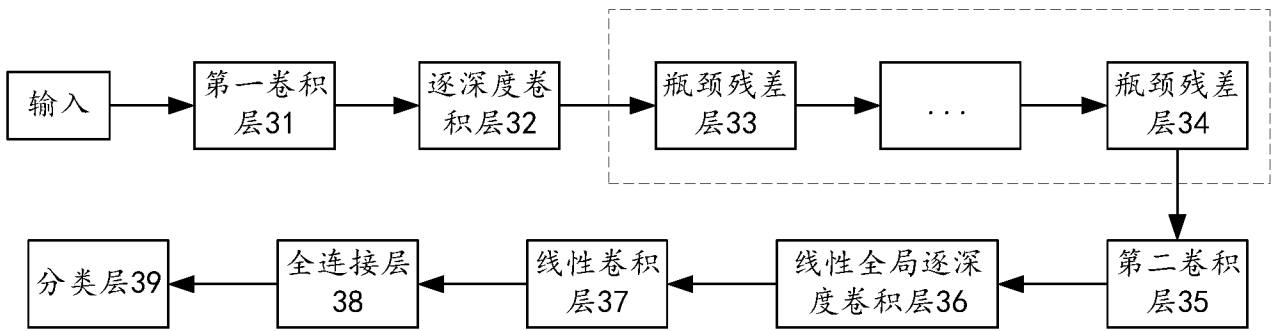 输入
第一卷积
层31
逐深度卷
积层32
瓶颈残差
层33
...
瓶颈残差
层34
分类层39
全连接层
38
线性卷积
层37
线性全局逐深
度卷积层36
第二卷积
层35